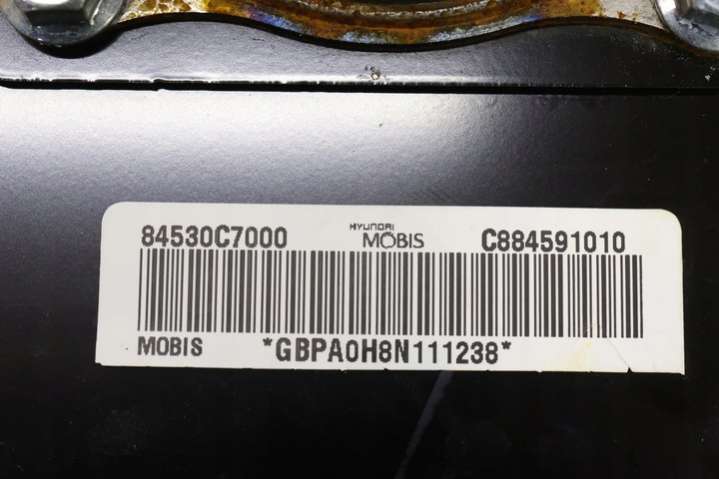 84530C7000 HYUNDAI MOBIS C884591010
MOBIS *GBPA0H8N111238*